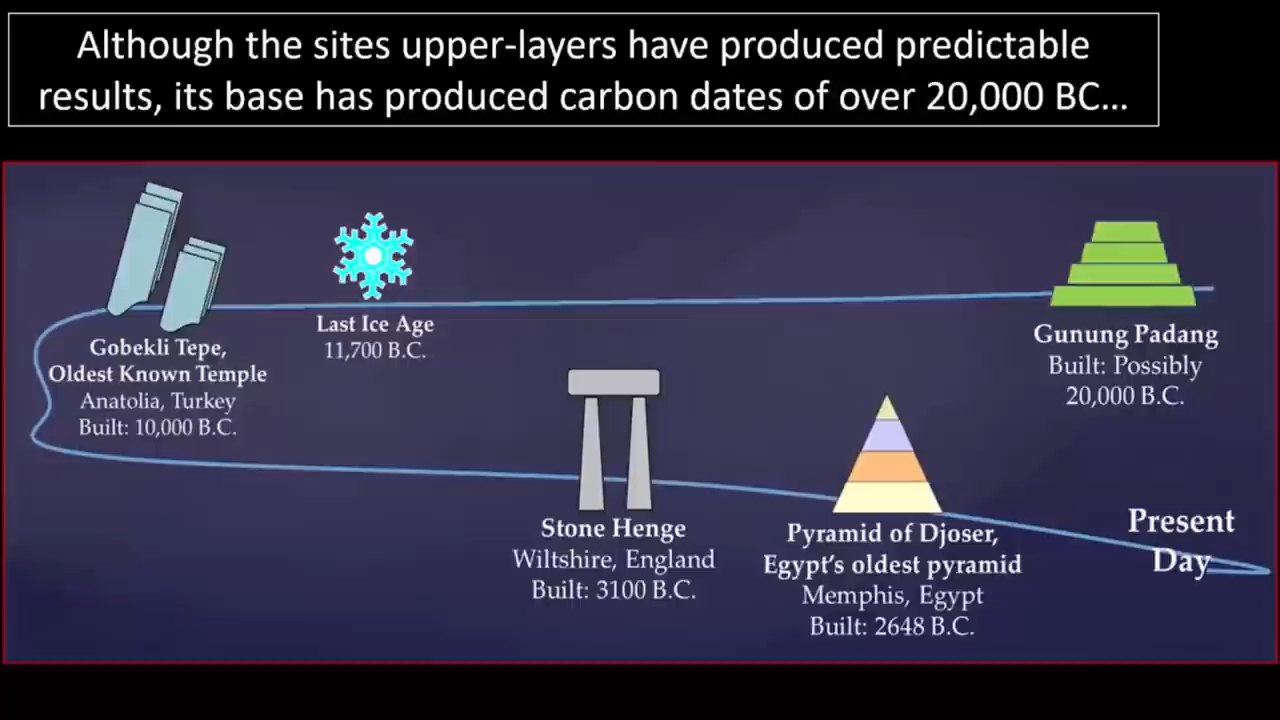 Although the sites upper-layers have produced predictable
results, its base has produced carbon dates of over 20,000 BC…
Last Ice Age
11,700 B.C.
Gunung Padang
Built: Possibly
20,000 B.C.
Gobekli Tepe,
Oldest Known Temple
Anatolia, Turkey
Built: 10,000 B.C.
Stone Henge
Wiltshire, England
Built: 3100 B.C.
Pyramid of Djoser,
Egypt's oldest pyramid
Memphis, Egypt
Built: 2648 B.C.
Present
Day